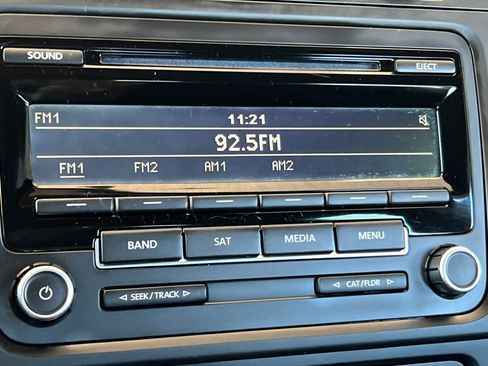 SOUND EJECT
FM1 11:21
92.5FM
FM1 FM2 AM1 AM2
BAND SAT MEDIA MENU
◁ SEEK/TRACK ▷ ◁ CAT/FLDR ▷